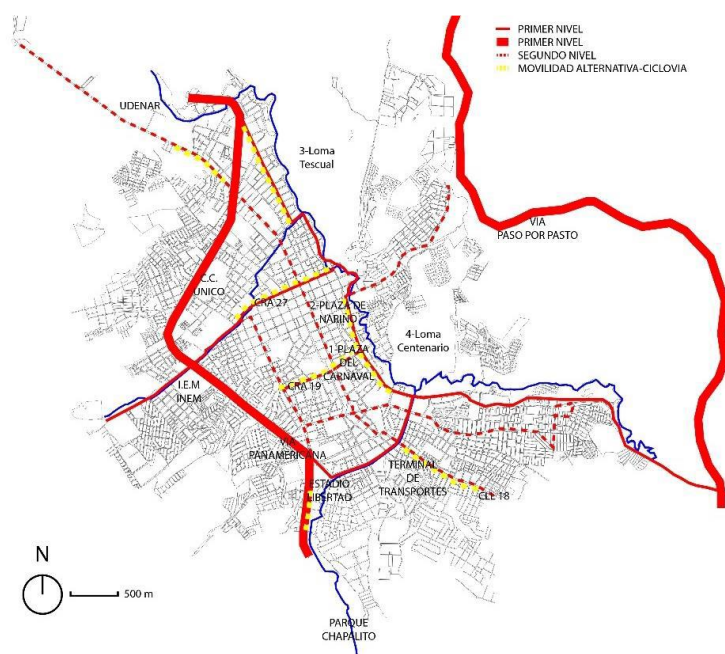 PRIMER NIVEL
PRIMER NIVEL
SEGUNDO NIVEL
MOVILIDAD ALTERNATIVA-CICLOVIA
UDENAR
3-Loma
Tescual
VIA
PASO POR PASTO
C.C.
UNICO
CRA 27
2-PLAZA DE
NARIÑO
4-Loma
Centenario
1-PLAZA
DEL
CARNAVAL
I.E.M
INEM
CRA 19
VIA
PANAMERICANA
TERMINAL
DE
TRANSPORTES
ESTADIO
LIBERTAD
CLL 18
N
500 m
PARQUE
CHAPALITO